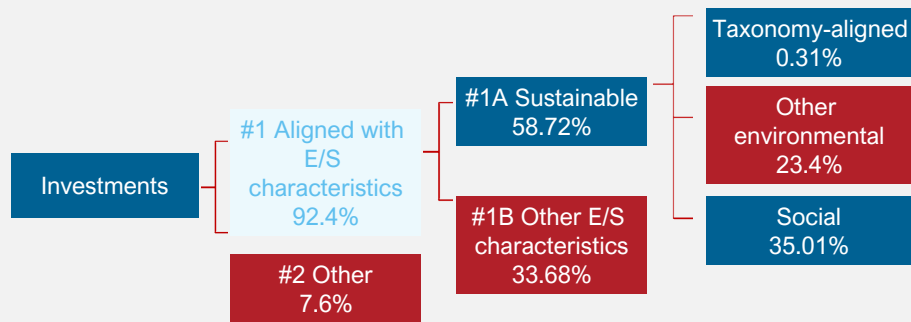 Investments
#1 Aligned with
E/S
characteristics
92.4%
#2 Other
7.6%
#1A Sustainable
58.72%
#1B Other E/S
characteristics
33.68%
Taxonomy-aligned
0.31%
Other
environmental
23.4%
Social
35.01%